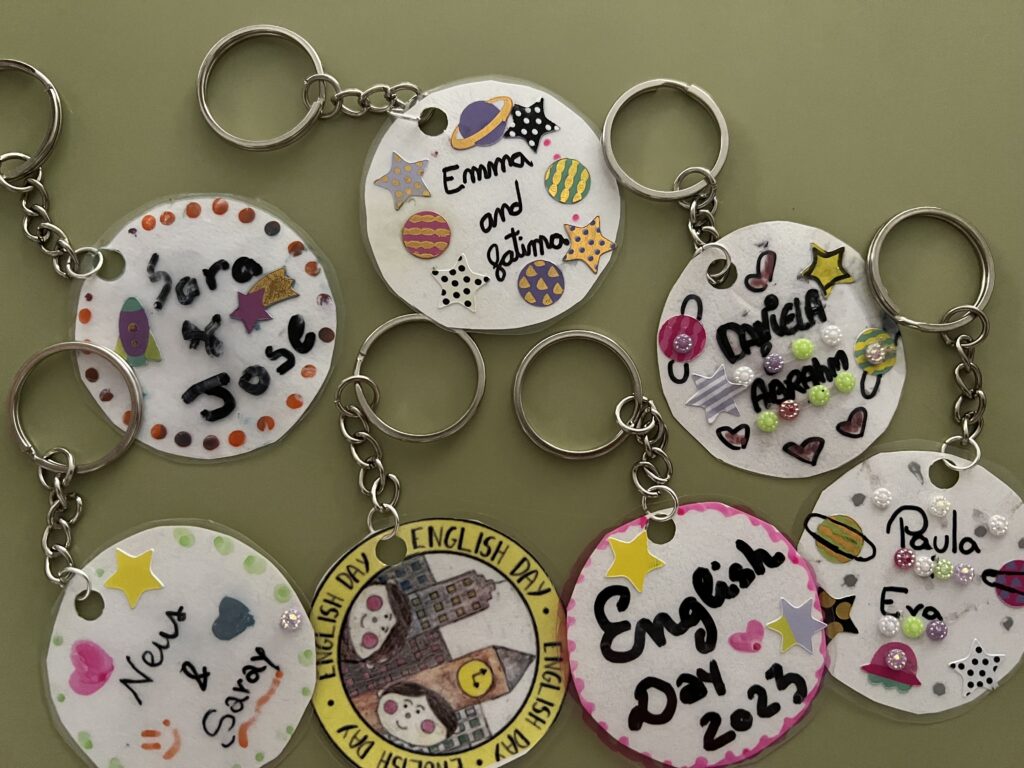 Emma
and
fatima
Sara
x
Jose
DANiELA
ABRAHM
Paula
Eva
Neus
&
Saray
ENGLISH DAY • ENGLISH DAY • ENGLISH DAY • ENGLISH DAY
English
Day
2023